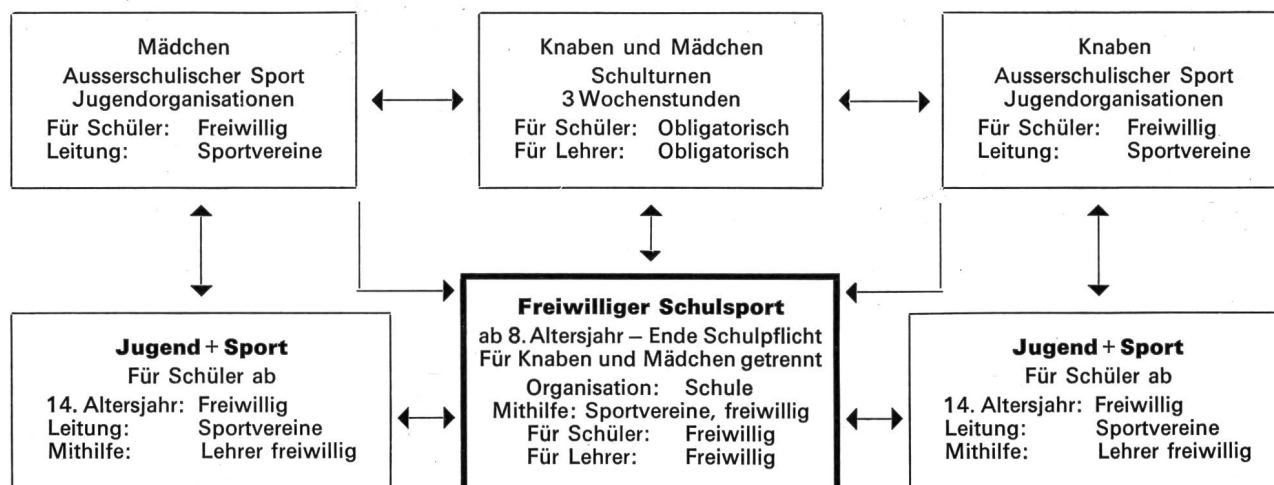 Mädchen
Ausserschulischer Sport
Jugendorganisationen
Für Schüler: Freiwillig
Leitung: Sportvereine
Knaben und Mädchen
Schulturnen
3 Wochenstunden
Für Schüler: Obligatorisch
Für Lehrer: Obligatorisch
Knaben
Ausserschulischer Sport
Jugendorganisationen
Für Schüler: Freiwillig
Leitung: Sportvereine
Jugend + Sport
Für Schüler ab
14. Altersjahr: Freiwillig
Leitung: Sportvereine
Mithilfe: Lehrer freiwillig
Freiwilliger Schulsport
ab 8. Altersjahr – Ende Schulpflicht
Für Knaben und Mädchen getrennt
Organisation: Schule
Mithilfe: Sportvereine, freiwillig
Für Schüler: Freiwillig
Für Lehrer: Freiwillig
Jugend + Sport
Für Schüler ab
14. Altersjahr: Freiwillig
Leitung: Sportvereine
Mithilfe: Lehrer freiwillig